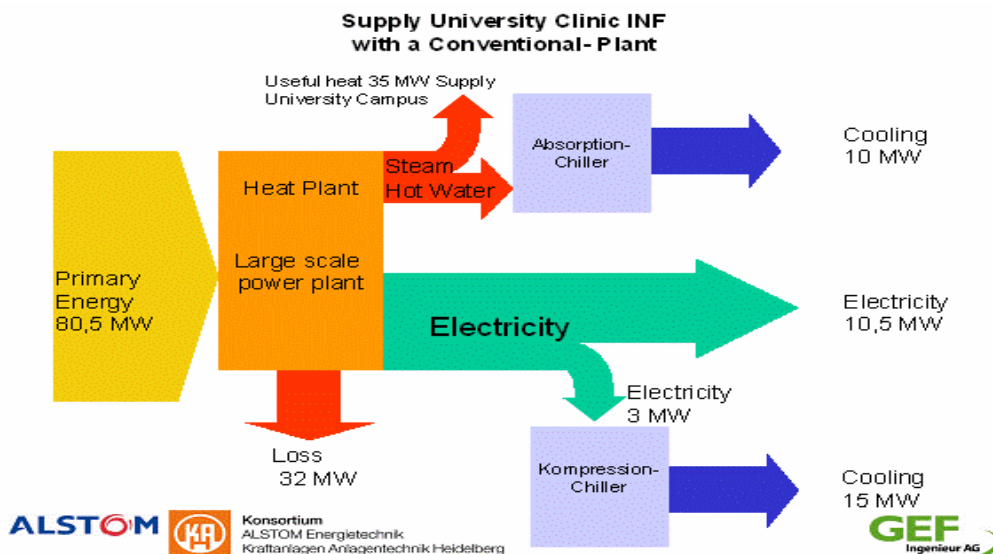 Supply University Clinic INF
with a Conventional- Plant
Useful heat 35 MW Supply
University Campus
Absorption-
Chiller
Cooling
10 MW
Steam
Hot Water
Heat Plant
Large scale
power plant
Primary
Energy
80,5 MW
Electricity
Electricity
10,5 MW
Electricity
3 MW
Loss
32 MW
Kompression-
Chiller
Cooling
15 MW
ALSTOM
KA
Konsortium
ALSTOM Energietechnik
Kraftanlagen Anlagentechnik Heidelberg
GEF
Ingenieur AG